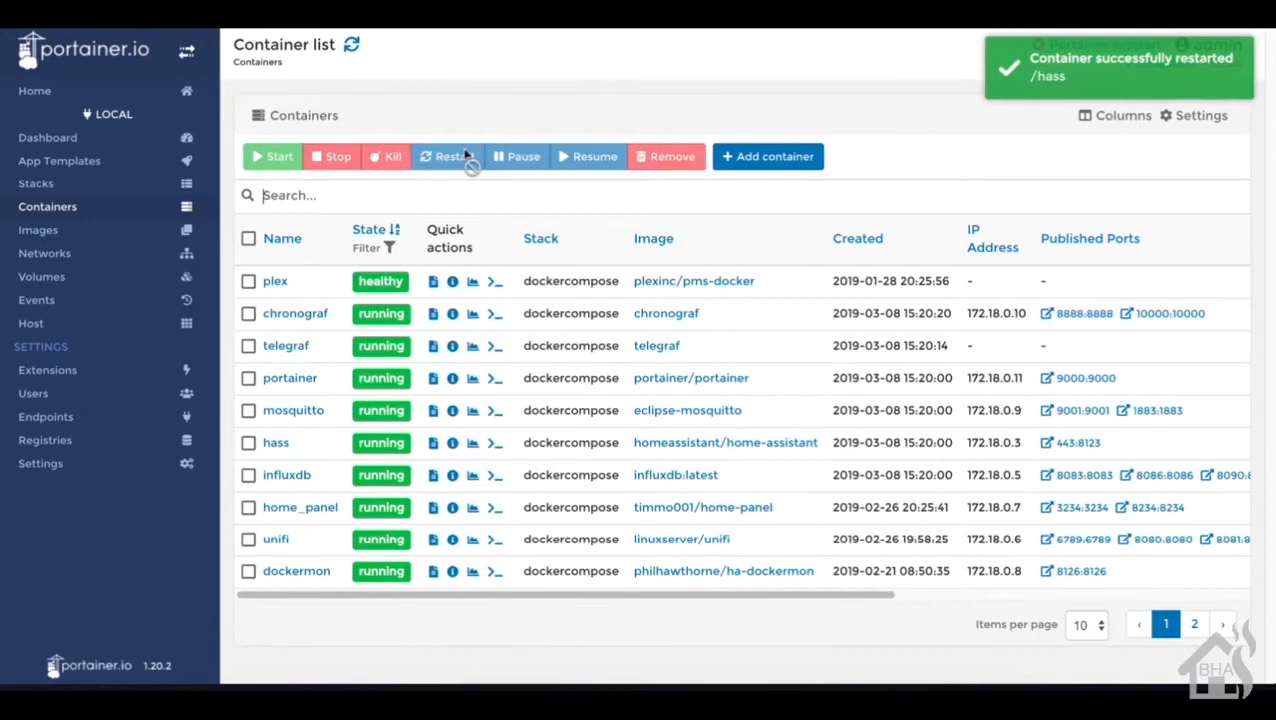 portainer.io
Home
LOCAL
Dashboard
App Templates
Stacks
Containers
Images
Networks
Volumes
Events
Host
SETTINGS
Extensions
Users
Endpoints
Registries
Settings
portainer.io 1.20.2
Container list
Containers
Portainer support admin
Container successfully restarted
/hass
Containers
Columns Settings
Start Stop Kill Pause Resume Remove Add container
Search...
Name State Filter Quick actions Stack Image Created IP Address Published Ports
plex healthy dockercompose plexinc/pms-docker 2019-01-28 20:25:56 - -
chronograf running dockercompose chronograf 2019-03-08 15:20:20 172.18.0.10 8888:8888 10000:10000
telegraf running dockercompose telegraf 2019-03-08 15:20:14 - -
portainer running dockercompose portainer/portainer 2019-03-08 15:20:00 172.18.0.11 9000:9000
mosquitto running dockercompose eclipse-mosquitto 2019-03-08 15:20:00 172.18.0.9 9001:9001 1883:1883
hass running dockercompose homeassistant/home-assistant 2019-03-08 15:20:00 172.18.0.3 443:8123
influxdb running dockercompose influxdb:latest 2019-03-08 15:20:00 172.18.0.5 8083:8083 8086:8086 8090:8
home_panel running dockercompose timmo001/home-panel 2019-02-26 20:25:41 172.18.0.7 3234:3234 8234:8234
unifi running dockercompose linuxserver/unifi 2019-02-26 19:58:25 172.18.0.6 6789:6789 8080:8080 8081:8
dockermon running dockercompose philhawthorne/ha-dockermon 2019-02-21 08:50:35 172.18.0.8 8126:8126
Items per page 10 ‹ 1 2 ›
BHA